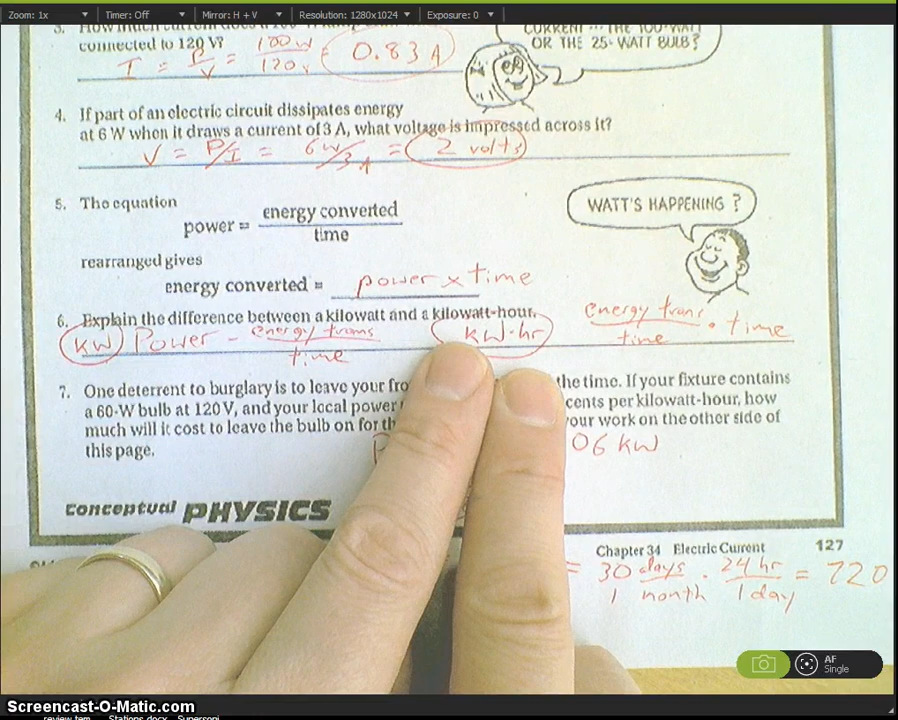 Zoom: 1x Timer: Off Mirror: H + V Resolution: 1280x1024 Exposure: 0
3. How much current does
connected to 120 V? 100 W
I = P/V = 120 V = 0.83 A
CURRENT ... THE 100-WATT
OR THE 25-WATT BULB?
4. If part of an electric circuit dissipates energy
at 6 W when it draws a current of 3 A, what voltage is impressed across it?
V = P/I = 6W/3A = 2 volts
5. The equation
power = energy converted
time
WATT'S HAPPENING ?
rearranged gives
energy converted = power x time
6. Explain the difference between a kilowatt and a kilowatt-hour.
kW Power - energy trans kW·hr energy trans • time
time time
7. One deterrent to burglary is to leave your the time. If your fixture contains
a 60-W bulb at 120 V, and your local power cents per kilowatt-hour, how
much will it cost to leave the bulb on for your work on the other side of
this page. 06 kW
conceptual PHYSICS
Chapter 34 Electric Current 127
= 30 days · 24 hr = 720
1 month 1 day
AF
Single
Screencast-O-Matic.com